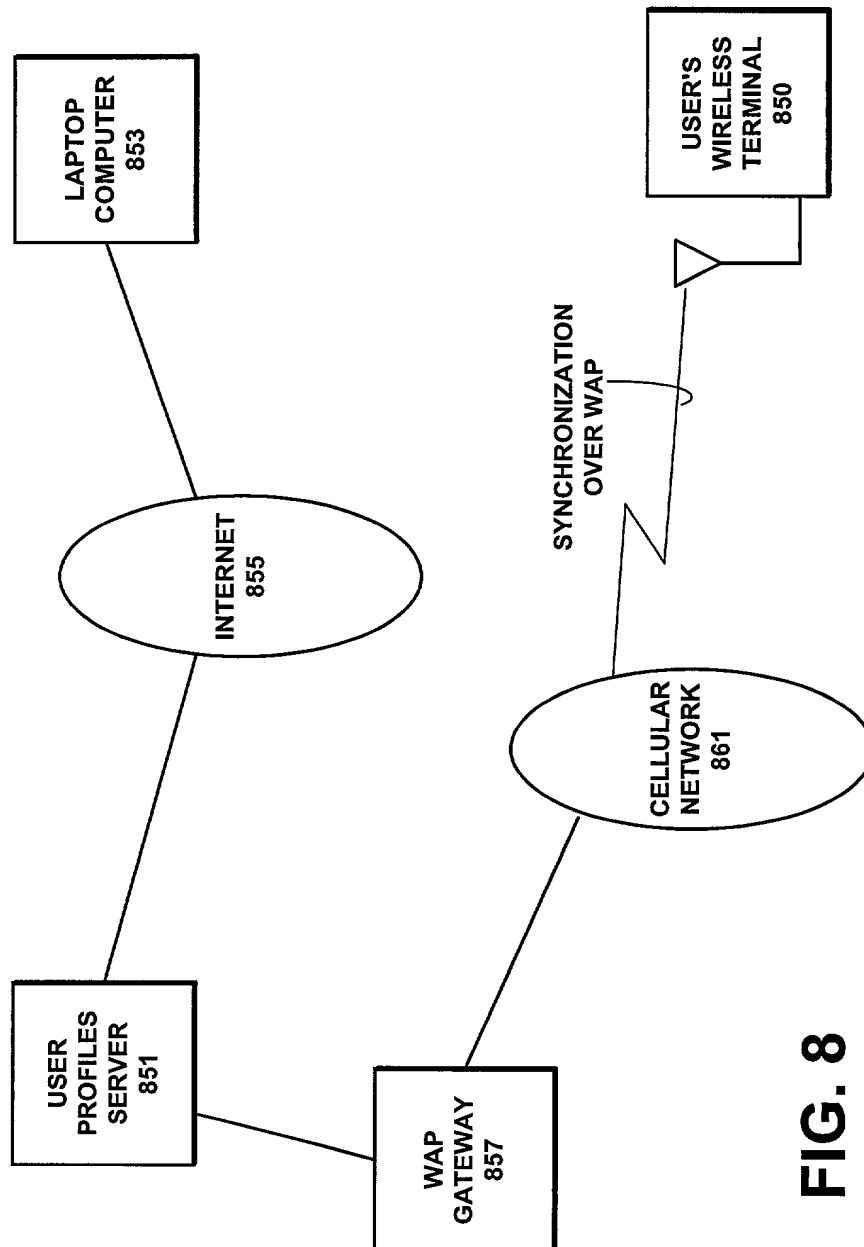 LAPTOP
COMPUTER
853
INTERNET
855
USER
PROFILES
SERVER
851
WAP
GATEWAY
857
CELLULAR
NETWORK
861
SYNCHRONIZATION
OVER WAP
USER'S
WIRELESS
TERMINAL
850
FIG. 8